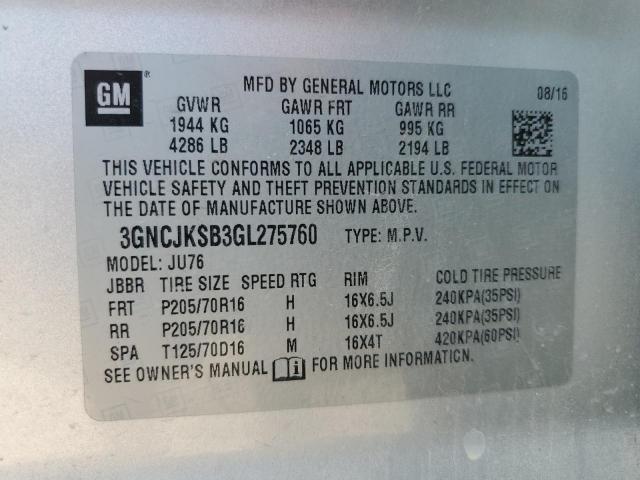 GM ® MFD BY GENERAL MOTORS LLC 08/16
GVWR GAWR FRT GAWR RR
1944 KG 1065 KG 995 KG
4286 LB 2348 LB 2194 LB
THIS VEHICLE CONFORMS TO ALL APPLICABLE U.S. FEDERAL MOTOR
VEHICLE SAFETY AND THEFT PREVENTION STANDARDS IN EFFECT ON
THE DATE OF MANUFACTURE SHOWN ABOVE.
3GNCJKSB3GL275760 TYPE: M.P.V.
MODEL: JU76
JBBR TIRE SIZE SPEED RTG RIM COLD TIRE PRESSURE
FRT P205/70R16 H 16X6.5J 240KPA(35PSI)
RR P205/70R16 H 16X6.5J 240KPA(35PSI)
SPA T125/70D16 M 16X4T 420KPA(60PSI)
SEE OWNER'S MANUAL i FOR MORE INFORMATION.